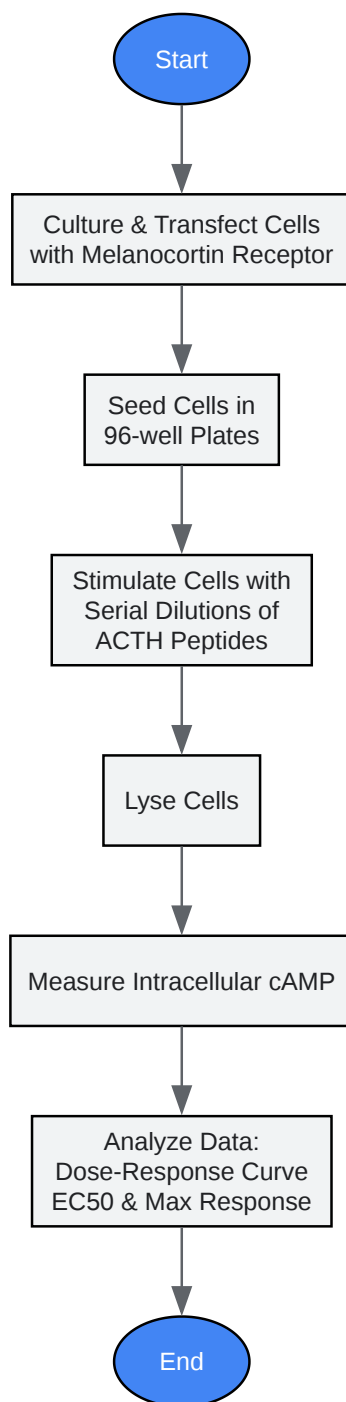 Start
Culture & Transfect Cells
with Melanocortin Receptor
Seed Cells in
96-well Plates
Stimulate Cells with
Serial Dilutions of
ACTH Peptides
Lyse Cells
Measure Intracellular cAMP
Analyze Data:
Dose-Response Curve
EC50 & Max Response
End